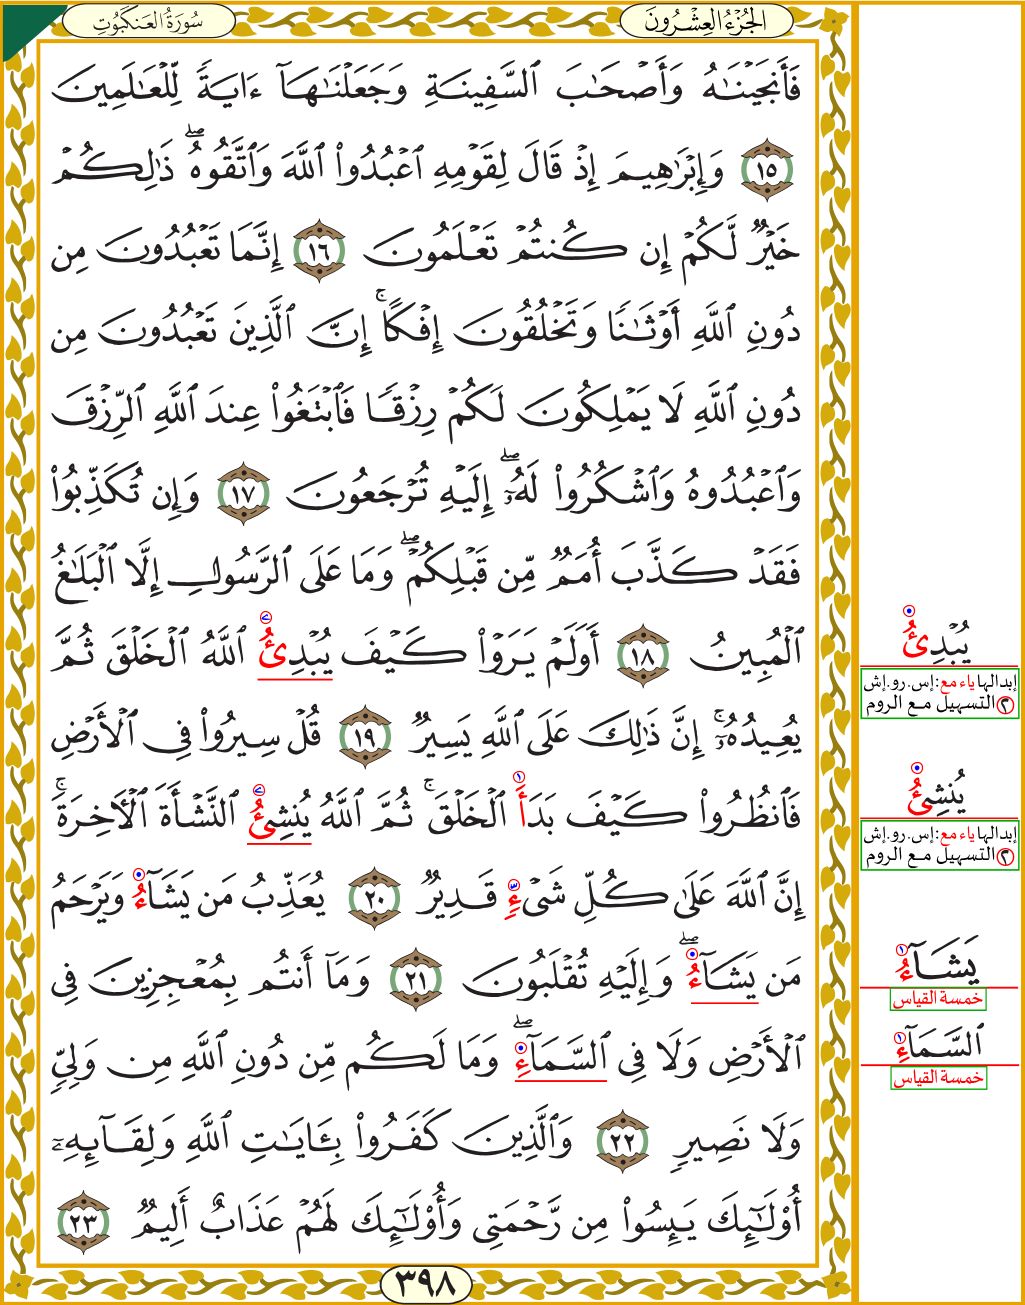 الجُزْءُ العِشْرُونَ
سُورَةُ العَنكَبُوتِ
فَأَنجَيْنَٰهُ وَأَصْحَٰبَ ٱلسَّفِينَةِ وَجَعَلْنَٰهَآ ءَايَةً لِّلْعَٰلَمِينَ
١٥ وَإِبْرَٰهِيمَ إِذْ قَالَ لِقَوْمِهِ ٱعْبُدُوا۟ ٱللَّهَ وَٱتَّقُوهُ ۖ ذَٰلِكُمْ
خَيْرٌ لَّكُمْ إِن كُنتُمْ تَعْلَمُونَ ١٦ إِنَّمَا تَعْبُدُونَ مِن
دُونِ ٱللَّهِ أَوْثَٰنًا وَتَخْلُقُونَ إِفْكًا ۚ إِنَّ ٱلَّذِينَ تَعْبُدُونَ مِن
دُونِ ٱللَّهِ لَا يَمْلِكُونَ لَكُمْ رِزْقًا فَٱبْتَغُوا۟ عِندَ ٱللَّهِ ٱلرِّزْقَ
وَٱعْبُدُوهُ وَٱشْكُرُوا۟ لَهُۥٓ ۖ إِلَيْهِ تُرْجَعُونَ ١٧ وَإِن تُكَذِّبُوا۟
فَقَدْ كَذَّبَ أُمَمٌ مِّن قَبْلِكُمْ ۖ وَمَا عَلَى ٱلرَّسُولِ إِلَّا ٱلْبَلَٰغُ
ٱلْمُبِينُ ١٨ أَوَلَمْ يَرَوْا۟ كَيْفَ يُبْدِئُ ٱللَّهُ ٱلْخَلْقَ ثُمَّ
يُعِيدُهُۥٓ ۚ إِنَّ ذَٰلِكَ عَلَى ٱللَّهِ يَسِيرٌ ١٩ قُلْ سِيرُوا۟ فِى ٱلْأَرْضِ
فَٱنظُرُوا۟ كَيْفَ بَدَأَ ٱلْخَلْقَ ۚ ثُمَّ ٱللَّهُ يُنشِئُ ٱلنَّشْأَةَ ٱلْأَخِرَةَ ۚ
إِنَّ ٱللَّهَ عَلَىٰ كُلِّ شَىْءٍ قَدِيرٌ ٢٠ يُعَذِّبُ مَن يَشَآءُ وَيَرْحَمُ
مَن يَشَآءُ ۖ وَإِلَيْهِ تُقْلَبُونَ ٢١ وَمَآ أَنتُم بِمُعْجِزِينَ فِى
ٱلْأَرْضِ وَلَا فِى ٱلسَّمَآءِ ۖ وَمَا لَكُم مِّن دُونِ ٱللَّهِ مِن وَلِىٍّ
وَلَا نَصِيرٍ ٢٢ وَٱلَّذِينَ كَفَرُوا۟ بِـَٔايَٰتِ ٱللَّهِ وَلِقَآئِهِۦٓ
أُو۟لَٰٓئِكَ يَئِسُوا۟ مِن رَّحْمَتِى وَأُو۟لَٰٓئِكَ لَهُمْ عَذَابٌ أَلِيمٌ ٢٣
٣٩٨
يُبْدِئُ
إبدالها ياء مع: إس.رو.إش
٢ التسهيل مع الروم
يُنشِئُ
إبدالها ياء مع: إس.رو.إش
٢ التسهيل مع الروم
يَشَآءُ
خمسة القياس
ٱلسَّمَآءِ
خمسة القياس